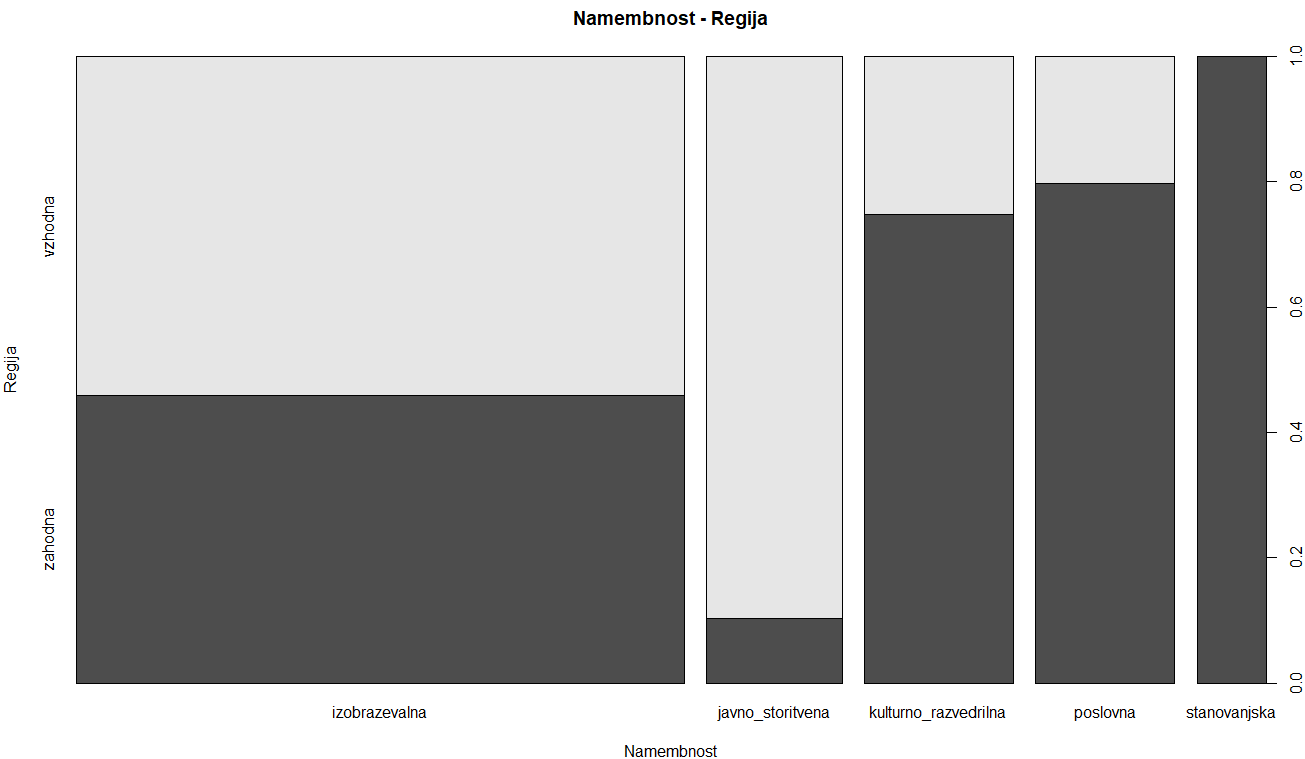 Namembnost - Regija
Regija
vzhodna
zahodna
1.0
0.8
0.6
0.4
0.2
0.0
izobrazevalna
javno_storitvena
kulturno_razvedrilna
poslovna
stanovanjska
Namembnost